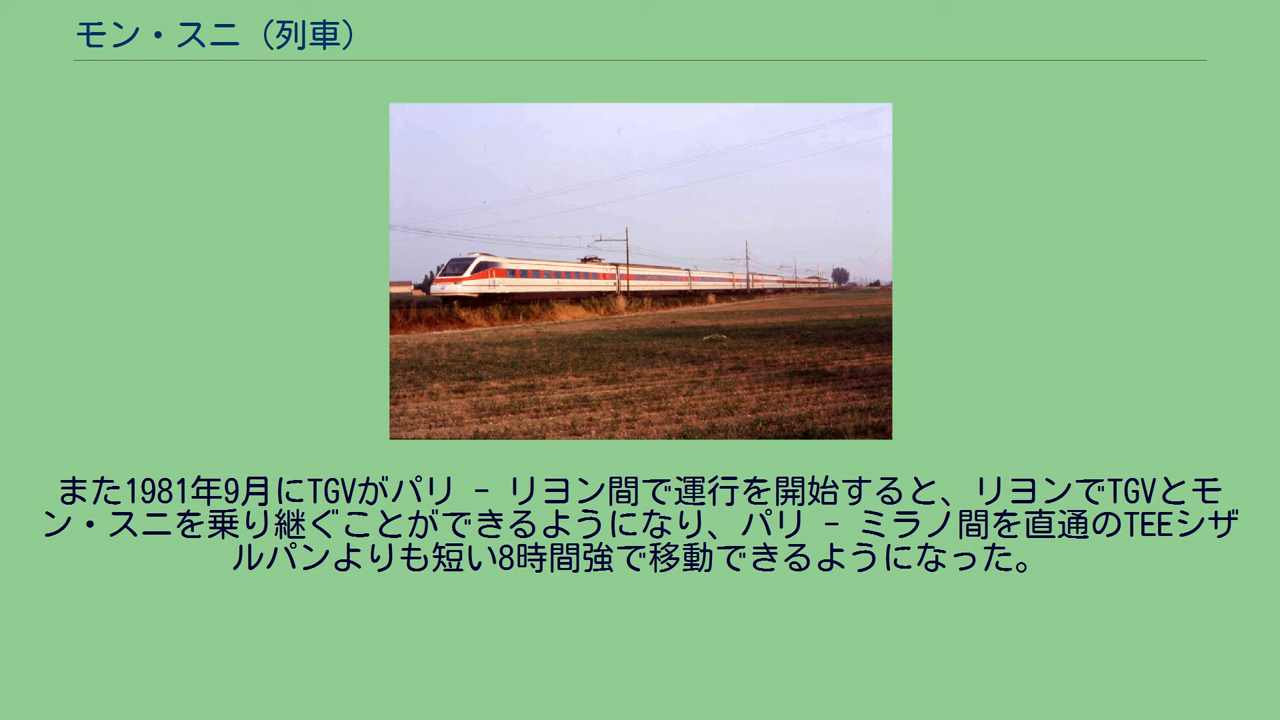 モン・スニ（列車）
また1981年9月にTGVがパリ － リヨン間で運行を開始すると、リヨンでTGVとモ
ン・スニを乗り継ぐことができるようになり、パリ － ミラノ間を直通のTEEシザ
ルパンよりも短い8時間強で移動できるようになった。